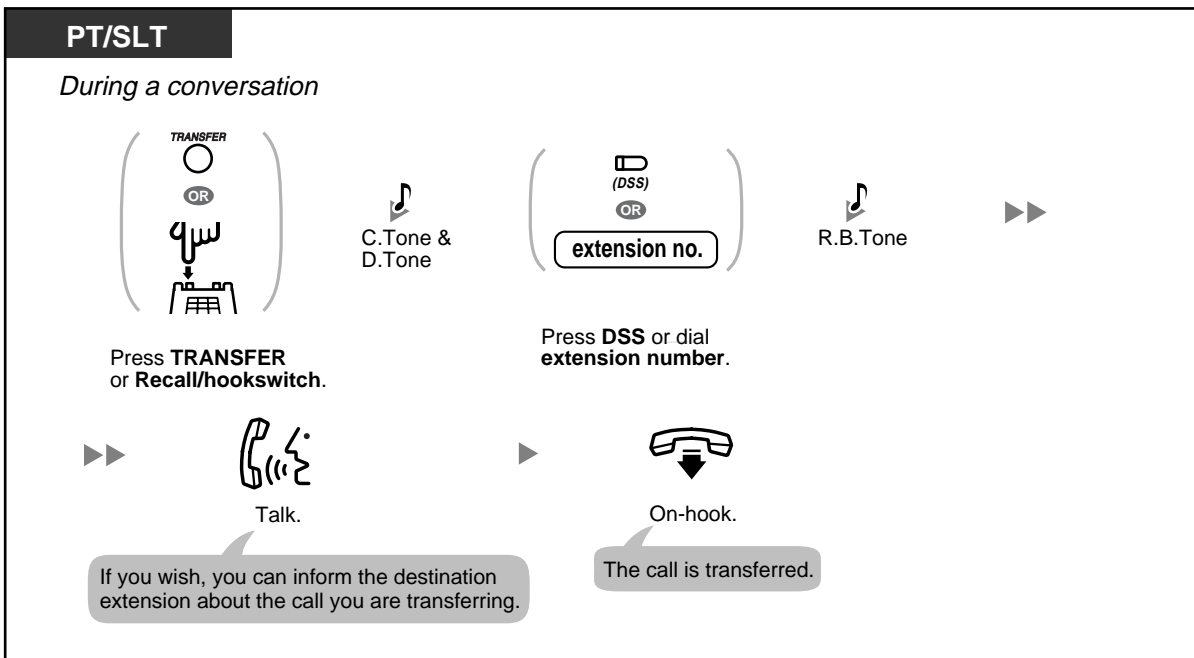 PT/SLT
During a conversation
TRANSFER
OR
C.Tone &
D.Tone
(DSS)
OR
extension no.
R.B.Tone
Press TRANSFER
or Recall/hookswitch.
Press DSS or dial
extension number.
Talk.
On-hook.
If you wish, you can inform the destination
extension about the call you are transferring.
The call is transferred.